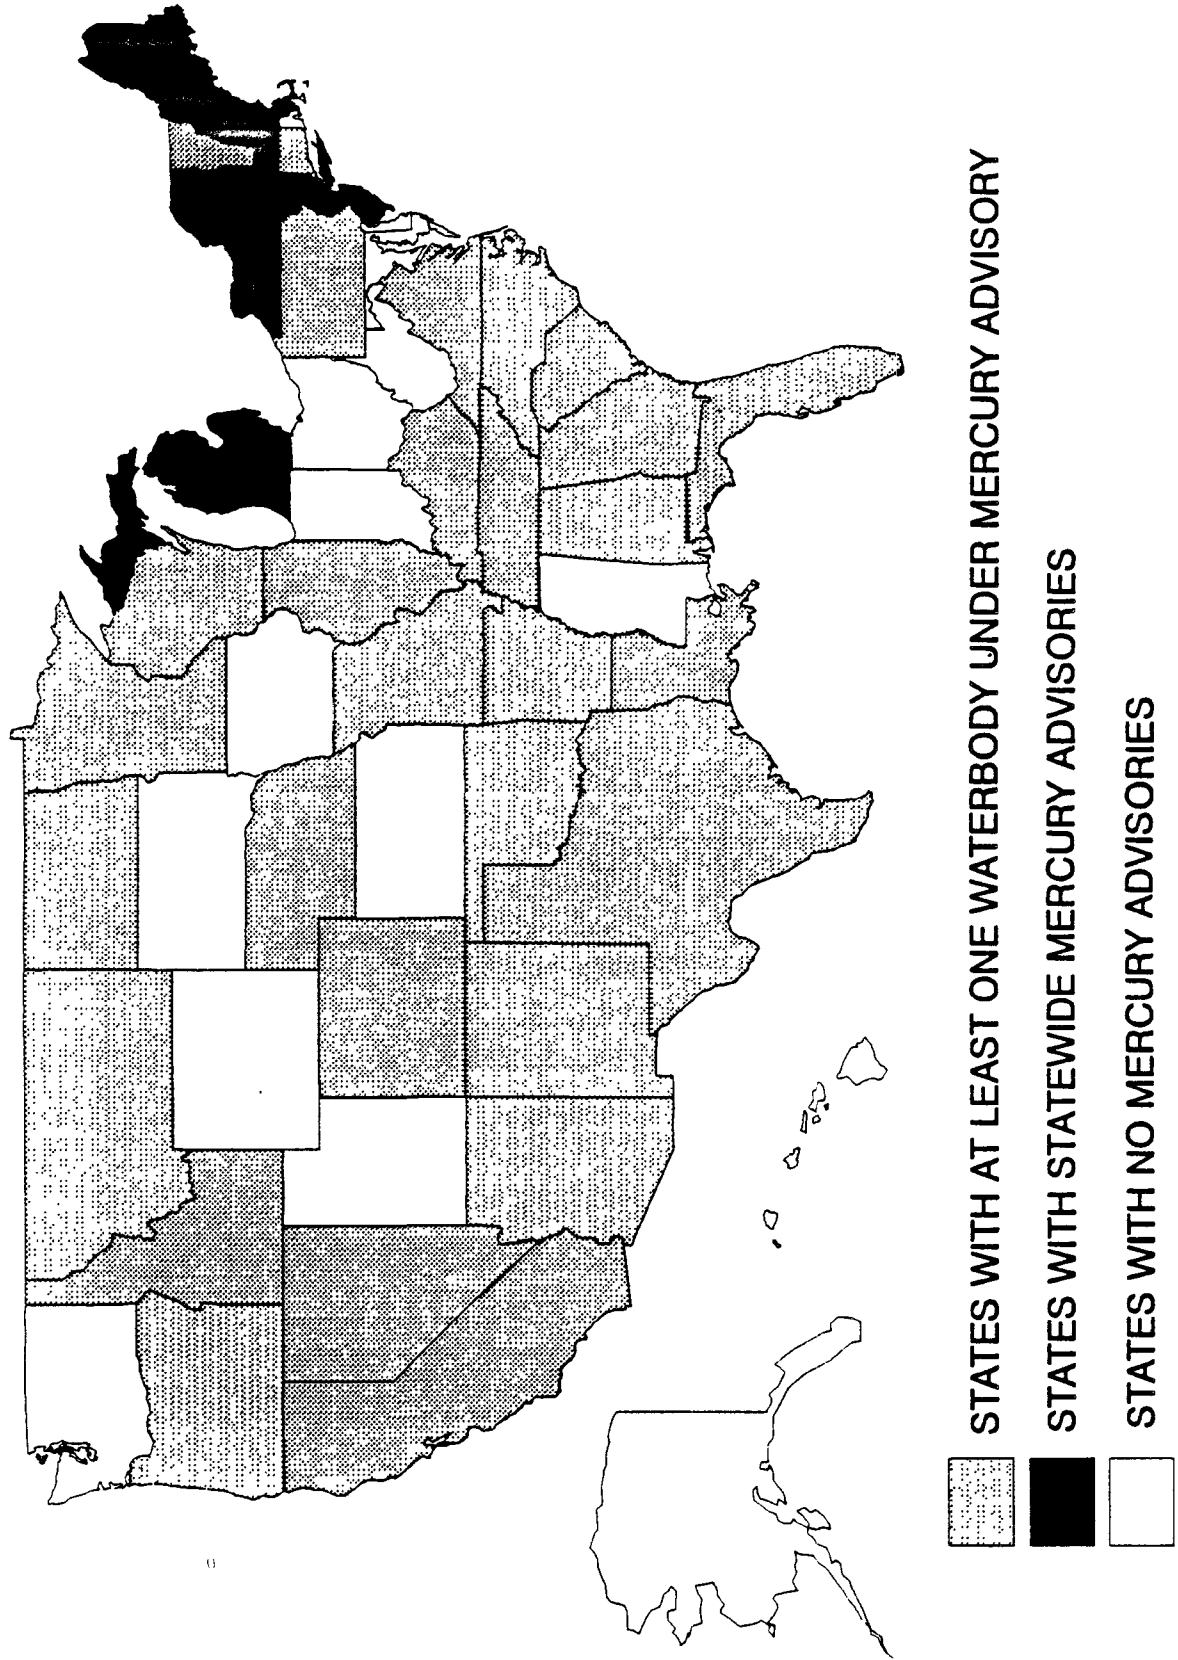 STATES WITH AT LEAST ONE WATERBODY UNDER MERCURY ADVISORY
STATES WITH STATEWIDE MERCURY ADVISORIES
STATES WITH NO MERCURY ADVISORIES